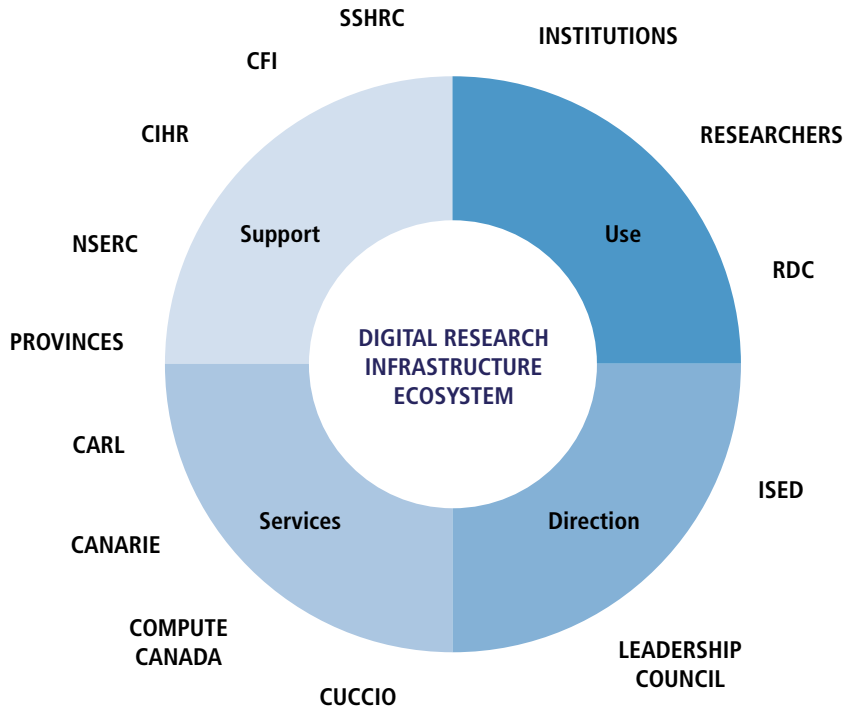 SSHRC
INSTITUTIONS
CFI
CIHR
RESEARCHERS
NSERC
Support
Use
RDC
PROVINCES
DIGITAL RESEARCH
INFRASTRUCTURE
ECOSYSTEM
CARL
ISED
Services
Direction
CANARIE
COMPUTE
CANADA
LEADERSHIP
COUNCIL
CUCCIO